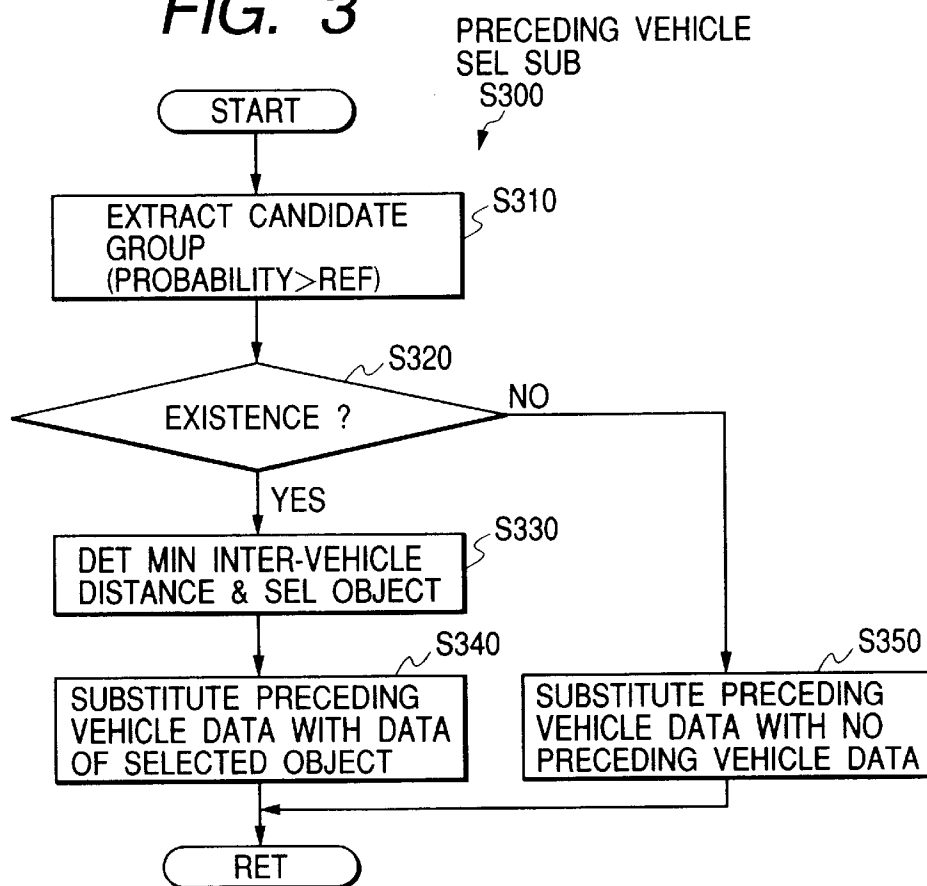 FIG. 3
PRECEDING VEHICLE
SEL SUB
S300
START
S310
EXTRACT CANDIDATE
GROUP
(PROBABILITY>REF)
S320
EXISTENCE ?
NO
YES
S330
DET MIN INTER-VEHICLE
DISTANCE & SEL OBJECT
S340
SUBSTITUTE PRECEDING
VEHICLE DATA WITH DATA
OF SELECTED OBJECT
S350
SUBSTITUTE PRECEDING
VEHICLE DATA WITH NO
PRECEDING VEHICLE DATA
RET